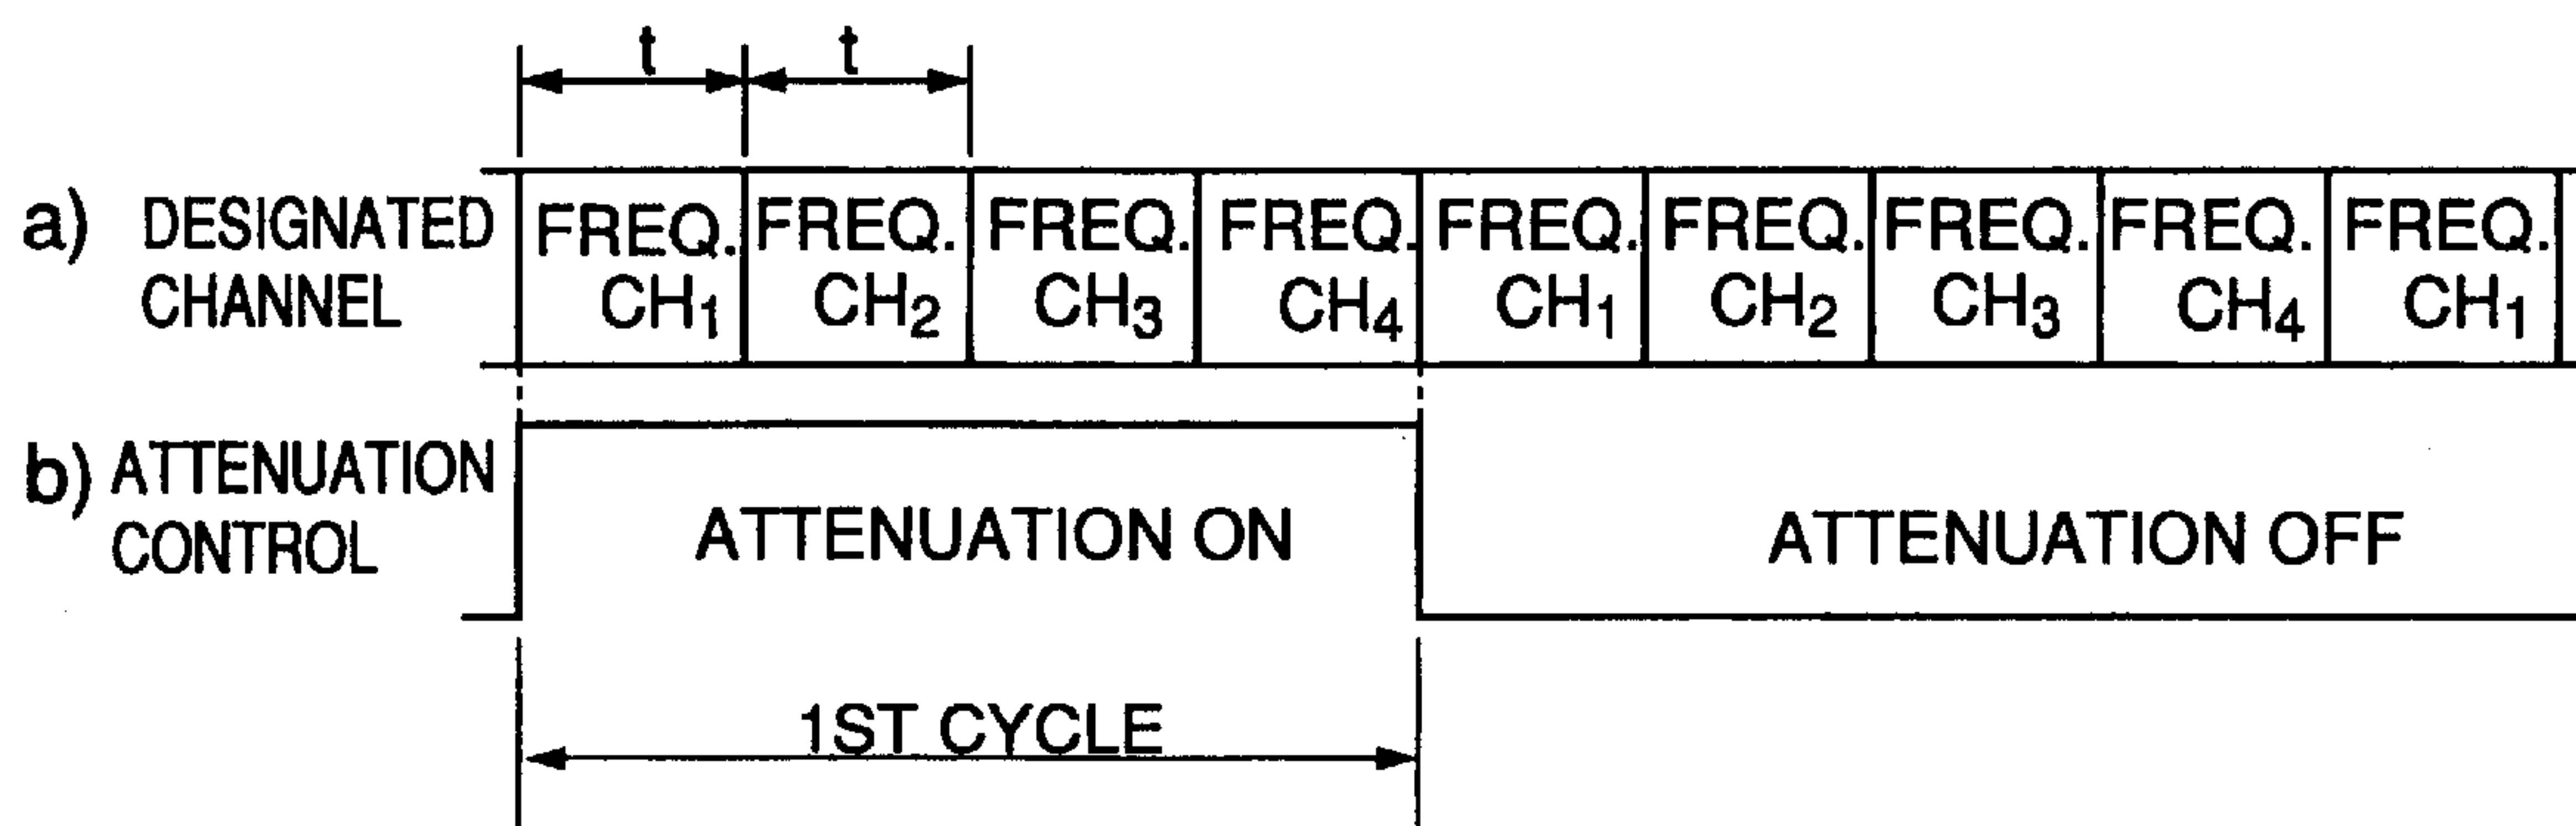 t t
a) DESIGNATED CHANNEL
FREQ. CH1 FREQ. CH2 FREQ. CH3 FREQ. CH4 FREQ. CH1 FREQ. CH2 FREQ. CH3 FREQ. CH4 FREQ. CH1
b) ATTENUATION CONTROL
ATTENUATION ON ATTENUATION OFF
1ST CYCLE